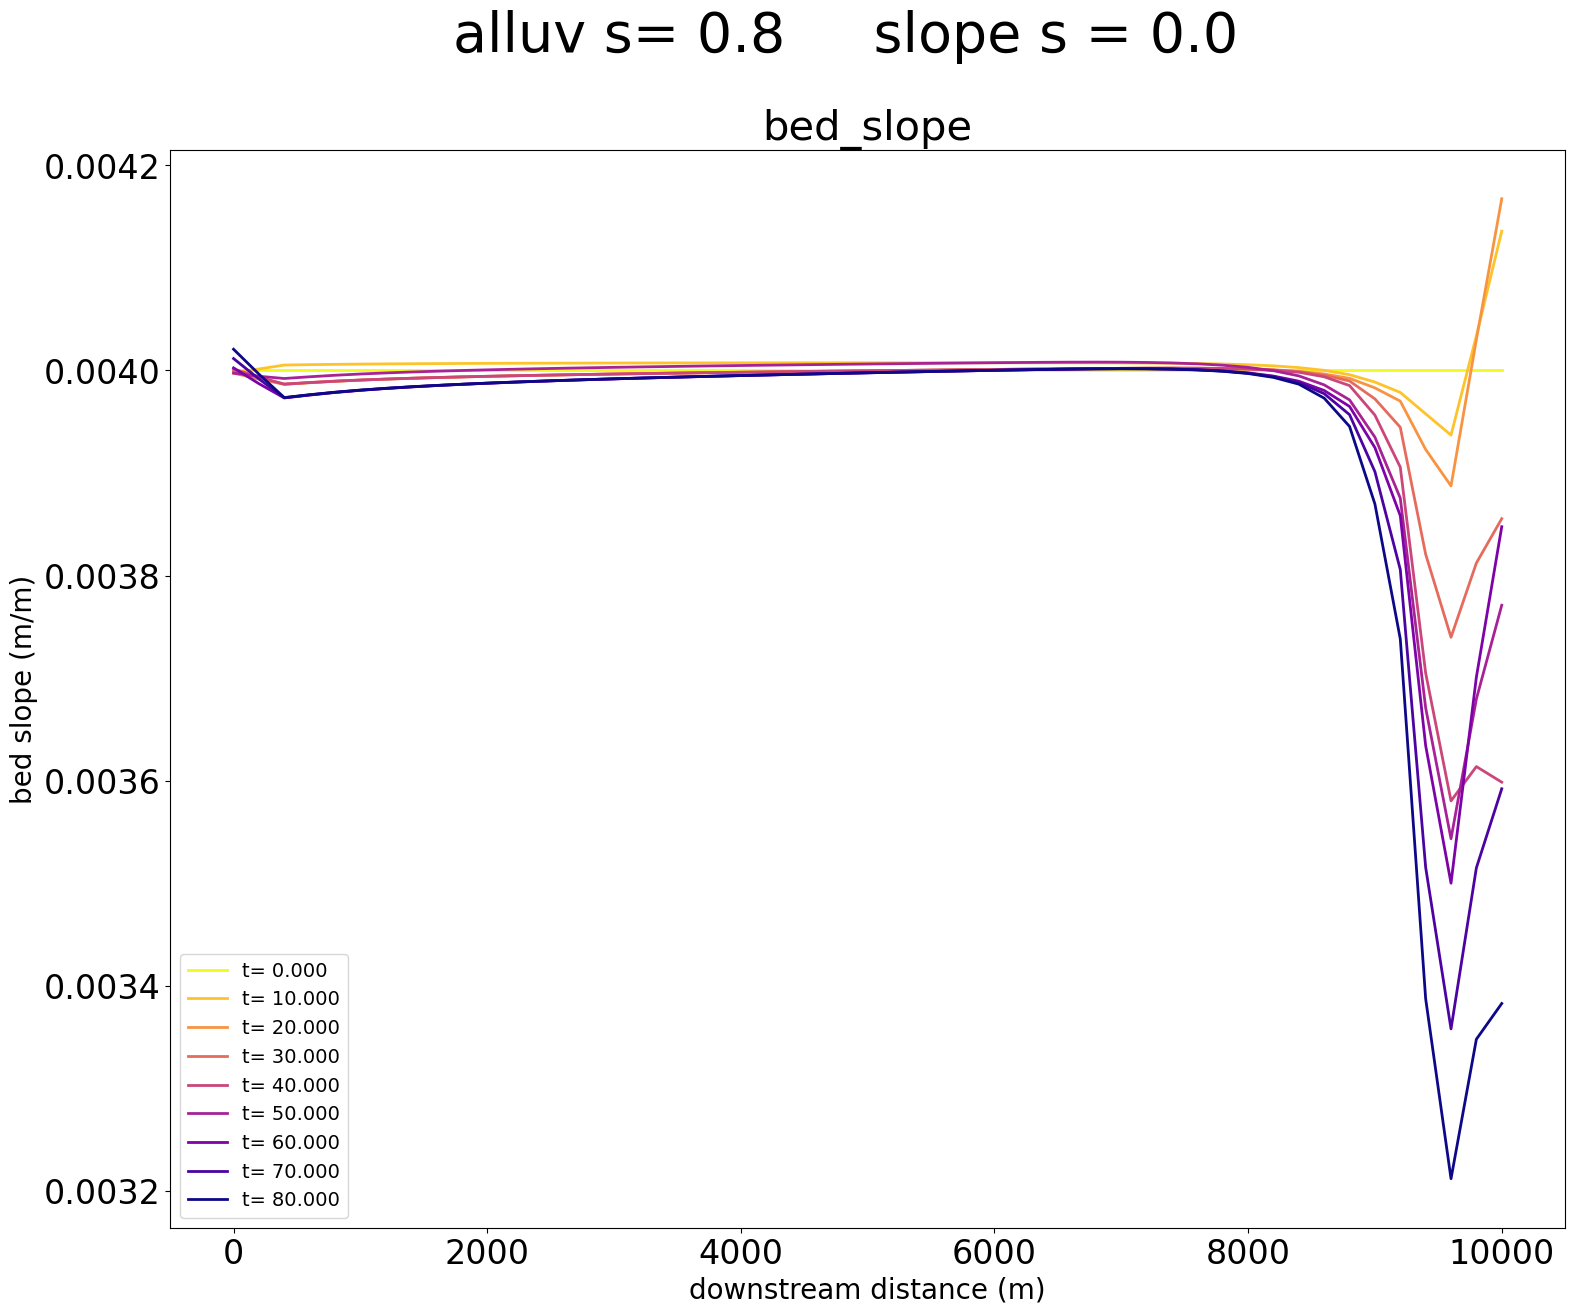 alluv s= 0.8     slope s = 0.0
bed_slope
0.0042
0.0040
0.0038
0.0036
0.0034
0.0032
bed slope (m/m)
t= 0.000
t= 10.000
t= 20.000
t= 30.000
t= 40.000
t= 50.000
t= 60.000
t= 70.000
t= 80.000
0 2000 4000 6000 8000 10000
downstream distance (m)